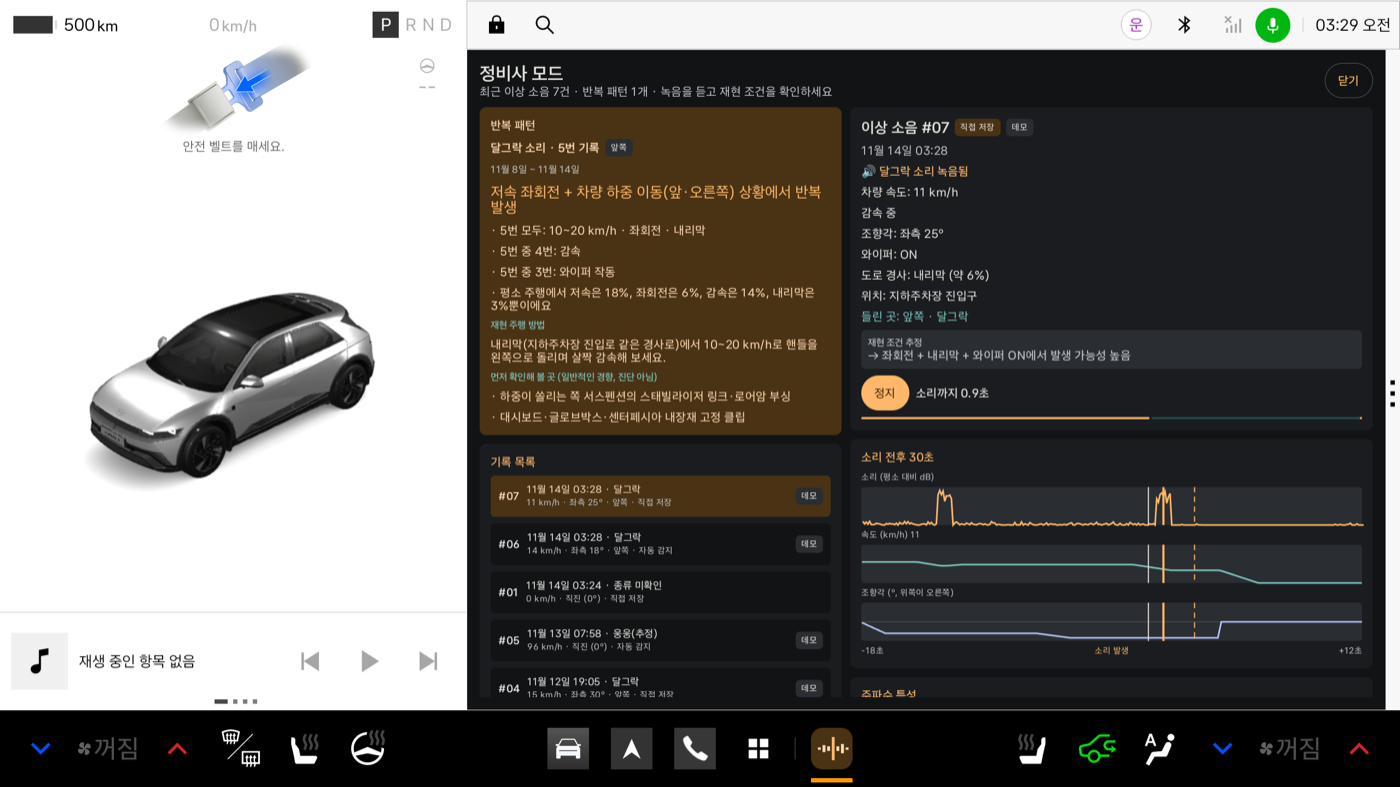 500 km
0 km/h
P R N D
안전 벨트를 매세요.
재생 중인 항목 없음
운
03:29 오전
정비사 모드
최근 이상 소음 7건 · 반복 패턴 1개 · 녹음을 듣고 재현 조건을 확인하세요
닫기
반복 패턴
달그락 소리 · 5번 기록 앞쪽
11월 8일 ~ 11월 14일
저속 좌회전 + 차량 하중 이동(앞·오른쪽) 상황에서 반복
발생
· 5번 모두: 10~20 km/h · 좌회전 · 내리막
· 5번 중 4번: 감속
· 5번 중 3번: 와이퍼 작동
· 평소 주행에서 저속은 18%, 좌회전은 6%, 감속은 14%, 내리막은
3%뿐이에요
재현 주행 방법
내리막(지하주차장 진입로 같은 경사로)에서 10~20 km/h로 핸들을
왼쪽으로 돌리며 살짝 감속해 보세요.
먼저 확인해 볼 곳 (일반적인 경향, 진단 아님)
· 하중이 쏠리는 쪽 서스펜션의 스태빌라이저 링크·로어암 부싱
· 대시보드·글로브박스·센터페시아 내장재 고정 클립
기록 목록
#07 11월 14일 03:28 · 달그락
11 km/h · 좌측 25° · 앞쪽 · 직접 저장
데모
#06 11월 14일 03:28 · 달그락
14 km/h · 좌측 18° · 앞쪽 · 자동 감지
데모
#01 11월 14일 03:24 · 종류 미확인
0 km/h · 직진 (0°) · 직접 저장
#05 11월 13일 07:58 · 웅웅(추정)
96 km/h · 직진 (0°) · 자동 감지
데모
#04 11월 12일 19:05 · 달그락
15 km/h · 좌측 30° · 앞쪽 · 직접 저장
데모
이상 소음 #07 직접 저장 데모
11월 14일 03:28
달그락 소리 녹음됨
차량 속도: 11 km/h
감속 중
조향각: 좌측 25°
와이퍼: ON
도로 경사: 내리막 (약 6%)
위치: 지하주차장 진입구
들린 곳: 앞쪽 · 달그락
재현 조건 추정
→ 좌회전 + 내리막 + 와이퍼 ON에서 발생 가능성 높음
정지 소리까지 0.9초
소리 전후 30초
소리 (평소 대비 dB)
속도 (km/h) 11
조향각 (°, 위쪽이 오른쪽)
-18초 소리 발생 +12초
주파수 특성
꺼짐
A
꺼짐